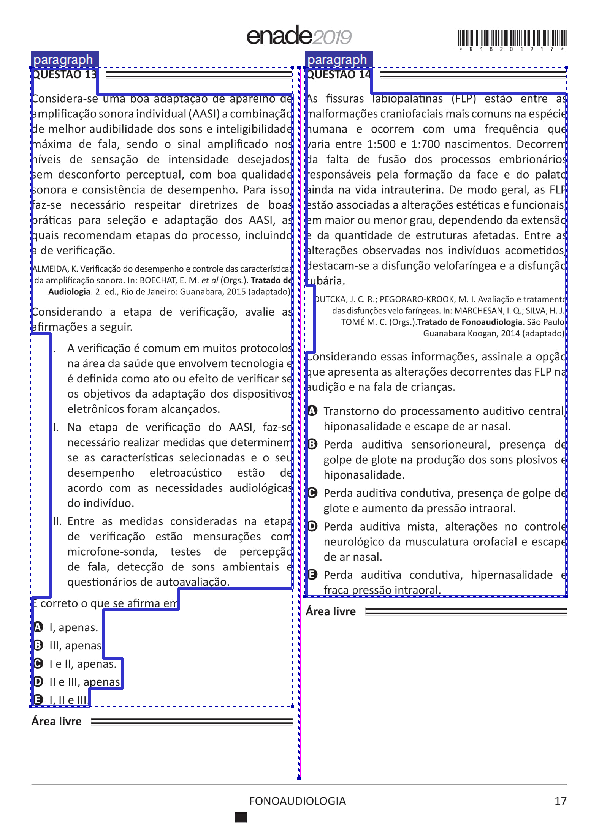 enade2019
paragraph
QUESTÃO 13
Considera-se uma boa adaptação de aparelho de
amplificação sonora individual (AASI) a combinação
de melhor audibilidade dos sons e inteligibilidade
máxima de fala, sendo o sinal amplificado nos
níveis de sensação de intensidade desejados,
sem desconforto perceptual, com boa qualidade
sonora e consistência de desempenho. Para isso,
faz-se necessário respeitar diretrizes de boas
práticas para seleção e adaptação dos AASI, as
quais recomendam etapas do processo, incluindo
a de verificação.
ALMEIDA, K. Verificação do desempenho e controle das características
da amplificação sonora. In: BOECHAT, E. M. et al (Orgs.). Tratado de
Audiologia. 2. ed., Rio de Janeiro: Guanabara, 2015 (adaptado).
Considerando a etapa de verificação, avalie as
afirmações a seguir.
I. A verificação é comum em muitos protocolos
na área da saúde que envolvem tecnologia e
é definida como ato ou efeito de verificar se
os objetivos da adaptação dos dispositivos
eletrônicos foram alcançados.
II. Na etapa de verificação do AASI, faz-se
necessário realizar medidas que determinem
se as características selecionadas e o seu
desempenho eletroacústico estão de
acordo com as necessidades audiológicas
do indivíduo.
III. Entre as medidas consideradas na etapa
de verificação estão mensurações com
microfone-sonda, testes de percepção
de fala, detecção de sons ambientais e
questionários de autoavaliação.
É correto o que se afirma em
A I, apenas.
B III, apenas.
C I e II, apenas.
D II e III, apenas.
E I, II e III.
Área livre
paragraph
QUESTÃO 14
As fissuras labiopalatinas (FLP) estão entre as
malformações craniofaciais mais comuns na espécie
humana e ocorrem com uma frequência que
varia entre 1:500 e 1:700 nascimentos. Decorrem
da falta de fusão dos processos embrionários
responsáveis pela formação da face e do palato
ainda na vida intrauterina. De modo geral, as FLP
estão associadas a alterações estéticas e funcionais,
em maior ou menor grau, dependendo da extensão
e da quantidade de estruturas afetadas. Entre as
alterações observadas nos indivíduos acometidos,
destacam-se a disfunção velofaríngea e a disfunção
tubária.
DUTCKA, J. C. R.; PEGORARO-KROOK, M. I. Avaliação e tratamento
das disfunções velo faríngeas. In: MARCHESAN, I. Q., SILVA, H. J.,
TOMÉ M. C. (Orgs.).Tratado de Fonoaudiologia. São Paulo:
Guanabara Koogan, 2014 (adaptado).
Considerando essas informações, assinale a opção
que apresenta as alterações decorrentes das FLP na
audição e na fala de crianças.
A Transtorno do processamento auditivo central,
hiponasalidade e escape de ar nasal.
B Perda auditiva sensorioneural, presença de
golpe de glote na produção dos sons plosivos e
hiponasalidade.
C Perda auditiva condutiva, presença de golpe de
glote e aumento da pressão intraoral.
D Perda auditiva mista, alterações no controle
neurológico da musculatura orofacial e escape
de ar nasal.
E Perda auditiva condutiva, hipernasalidade e
fraca pressão intraoral.
Área livre
FONOAUDIOLOGIA
17